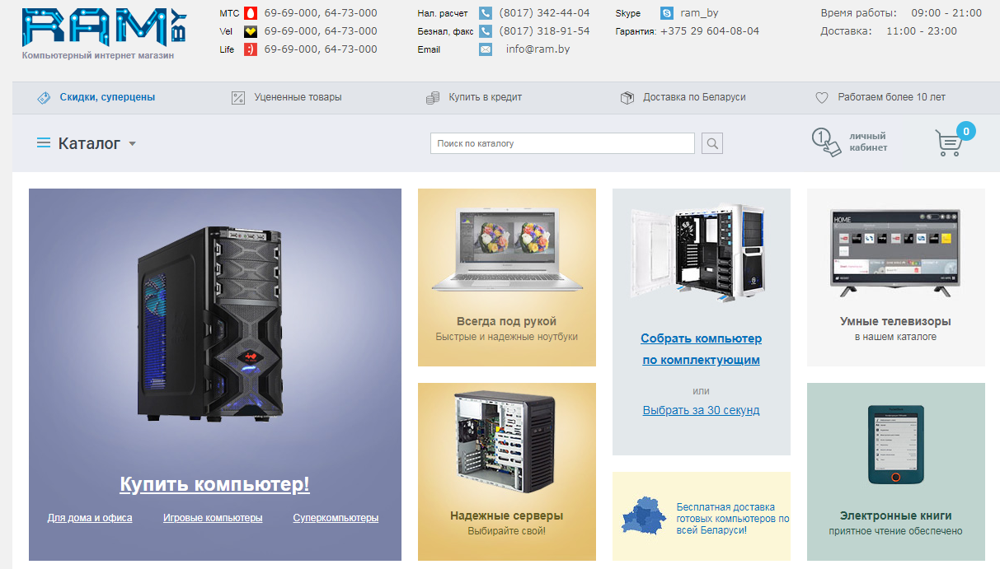 RAM BY
Компьютерный интернет магазин
МТС 69-69-000, 64-73-000
Vel 69-69-000, 64-73-000
Life 69-69-000, 64-73-000
Нал. расчет (8017) 342-44-04
Безнал, факс (8017) 318-91-54
Email info@ram.by
Skype ram_by
Гарантия: +375 29 604-08-04
Время работы: 09:00 - 21:00
Доставка: 11:00 - 23:00
Скидки, суперцены
Уцененные товары
Купить в кредит
Доставка по Беларуси
Работаем более 10 лет
Каталог
Поиск по каталогу
личный
кабинет
0
Купить компьютер!
Для дома и офиса
Игровые компьютеры
Суперкомпьютеры
Всегда под рукой
Быстрые и надежные ноутбуки
Надежные серверы
Выбирайте свой!
Собрать компьютер
по комплектующим
или
Выбрать за 30 секунд
Бесплатная доставка
готовых компьютеров по
всей Беларуси!
HOME
Умные телевизоры
в нашем каталоге
Электронные книги
приятное чтение обеспечено